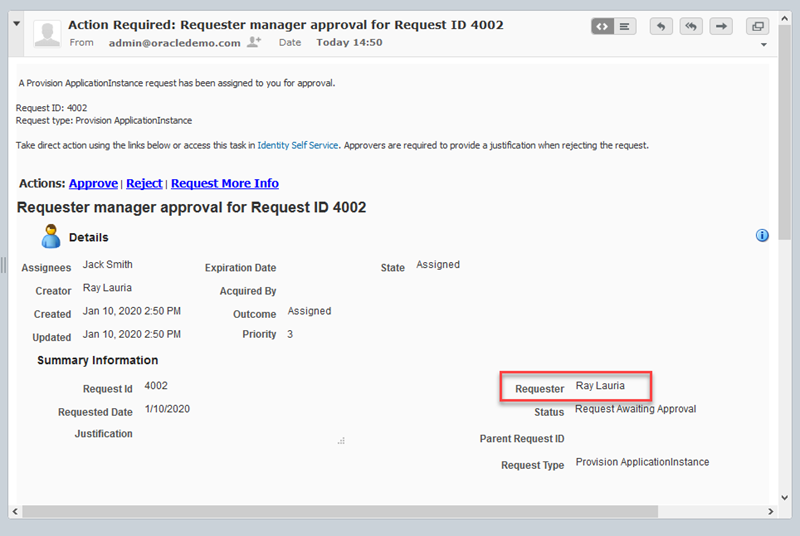 Action Required: Requester manager approval for Request ID 4002
From admin@oracledemo.com Date Today 14:50
A Provision ApplicationInstance request has been assigned to you for approval.
Request ID: 4002
Request type: Provision ApplicationInstance
Take direct action using the links below or access this task in Identity Self Service. Approvers are required to provide a justification when rejecting the request.
Actions: Approve | Reject | Request More Info
Requester manager approval for Request ID 4002
Details
Assignees Jack Smith Expiration Date State Assigned
Creator Ray Lauria Acquired By
Created Jan 10, 2020 2:50 PM Outcome Assigned
Updated Jan 10, 2020 2:50 PM Priority 3
Summary Information
Request Id 4002 Requester Ray Lauria
Requested Date 1/10/2020 Status Request Awaiting Approval
Justification Parent Request ID
Request Type Provision ApplicationInstance